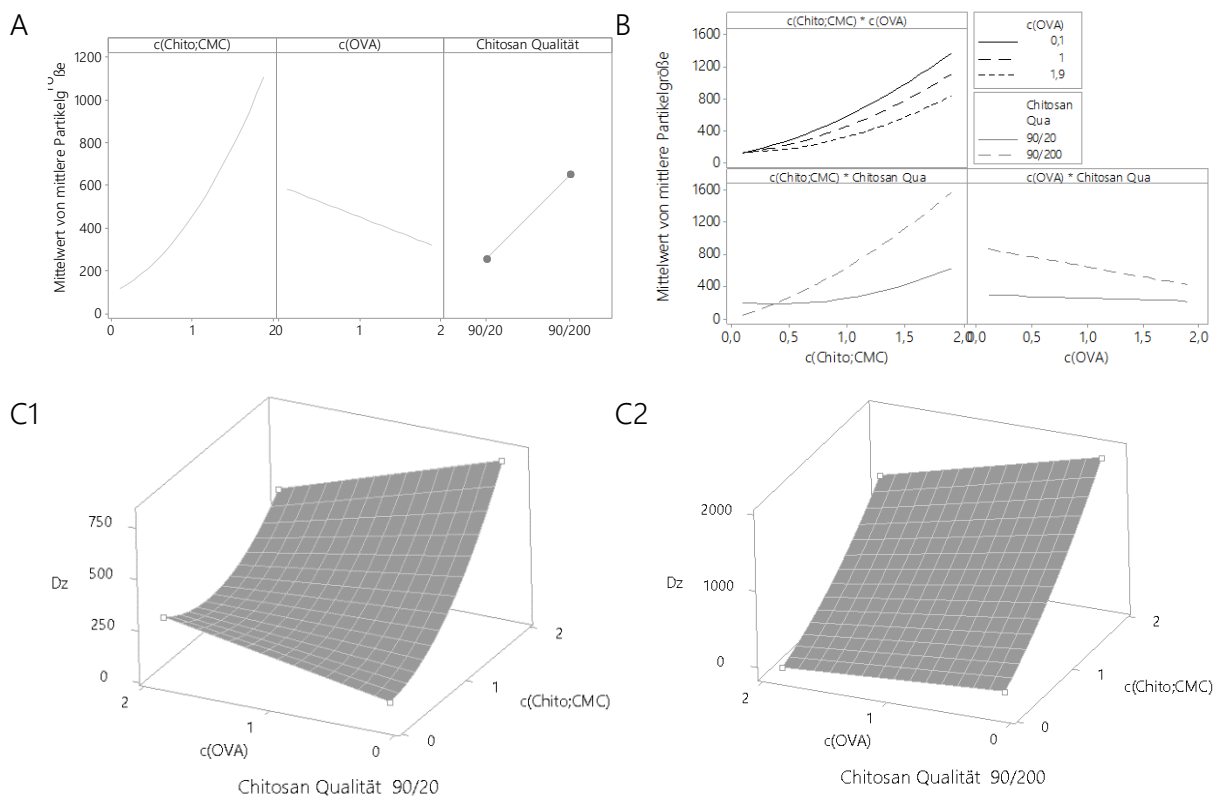 A
c(Chito;CMC) c(OVA) Chitosan Qualität
Mittelwert von mittlere Partikelgröße
1200
1000
800
600
400
200
0
0 1 2 0 1 2 90/20 90/200
B
c(Chito;CMC) * c(OVA)
1600
1200
800
400
0
c(OVA)
0,1
1
1,9
Chitosan
Qua
90/20
90/200
Mittelwert von mittlere Partikelgröße
c(Chito;CMC) * Chitosan Qua c(OVA) * Chitosan Qua
1600
1200
800
400
0
0,0 0,5 1,0 1,5 2,0 0,0 0,5 1,0 1,5 2,0
c(Chito;CMC) c(OVA)
C1
750
500
250
0
Dz
2
1
0
c(OVA)
0
1
2
c(Chito;CMC)
Chitosan Qualität 90/20
C2
2000
1000
0
Dz
2
1
0
c(OVA)
0
1
2
c(Chito;CMC)
Chitosan Qualität 90/200